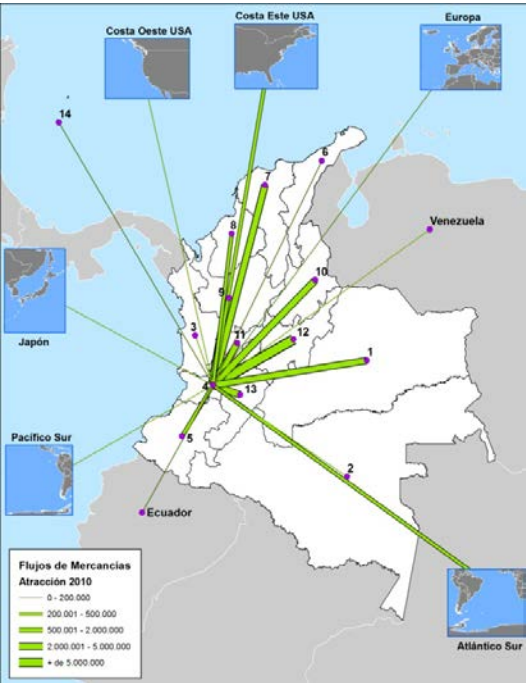 Costa Oeste USA
Costa Este USA
Europa
14
6
7
8
Venezuela
10
9
3
11
12
1
Japón
4
13
Pacífico Sur
5
2
Ecuador
Flujos de Mercancias
Atracción 2010
0 - 200.000
200.001 - 500.000
500.001 - 2.000.000
2.000.001 - 5.000.000
+ de 5.000.000
Atlántico Sur